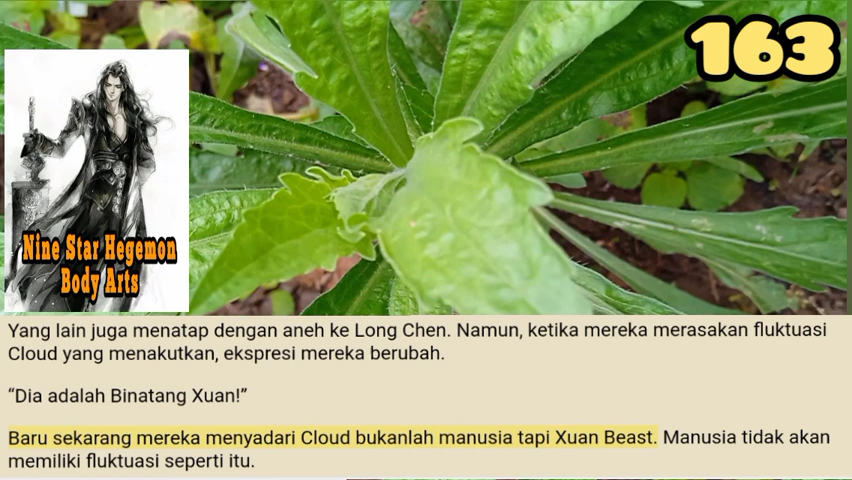 163
Nine Star Hegemon
Body Arts
Yang lain juga menatap dengan aneh ke Long Chen. Namun, ketika mereka merasakan fluktuasi
Cloud yang menakutkan, ekspresi mereka berubah.
“Dia adalah Binatang Xuan!”
Baru sekarang mereka menyadari Cloud bukanlah manusia tapi Xuan Beast. Manusia tidak akan
memiliki fluktuasi seperti itu.